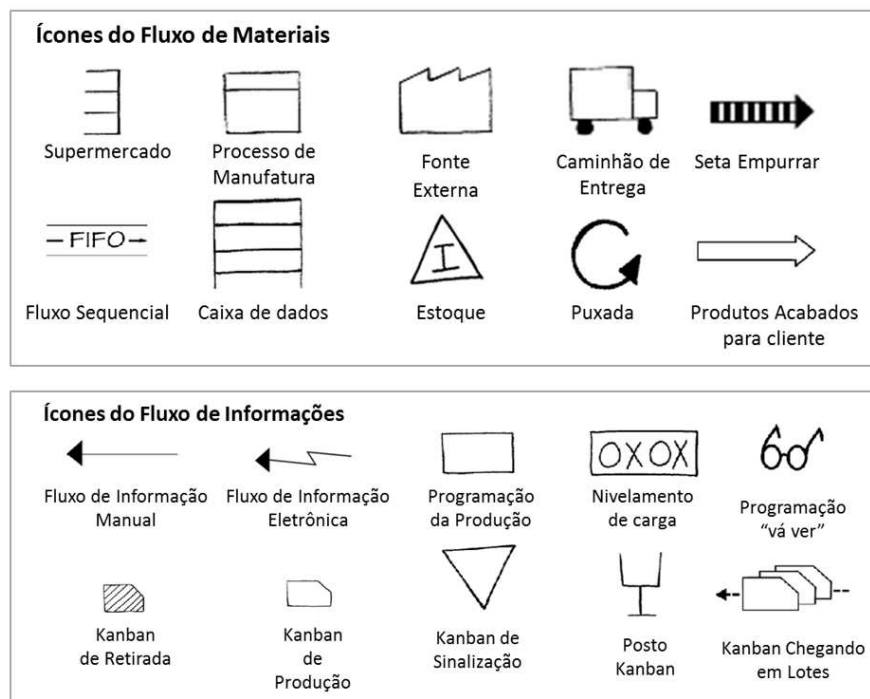 Ícones do Fluxo de Materiais
Supermercado
Processo de
Manufatura
Fonte
Externa
Caminhão de
Entrega
Seta Empurrar
FIFO
I
Fluxo Sequencial
Caixa de dados
Estoque
Puxada
Produtos Acabados
para cliente
Ícones do Fluxo de Informações
OXOX
Fluxo de Informação
Manual
Fluxo de Informação
Eletrônica
Programação
da Produção
Nivelamento
de carga
Programação
“vá ver”
Kanban
de Retirada
Kanban
de
Produção
Kanban de
Sinalização
Posto
Kanban
Kanban Chegando
em Lotes